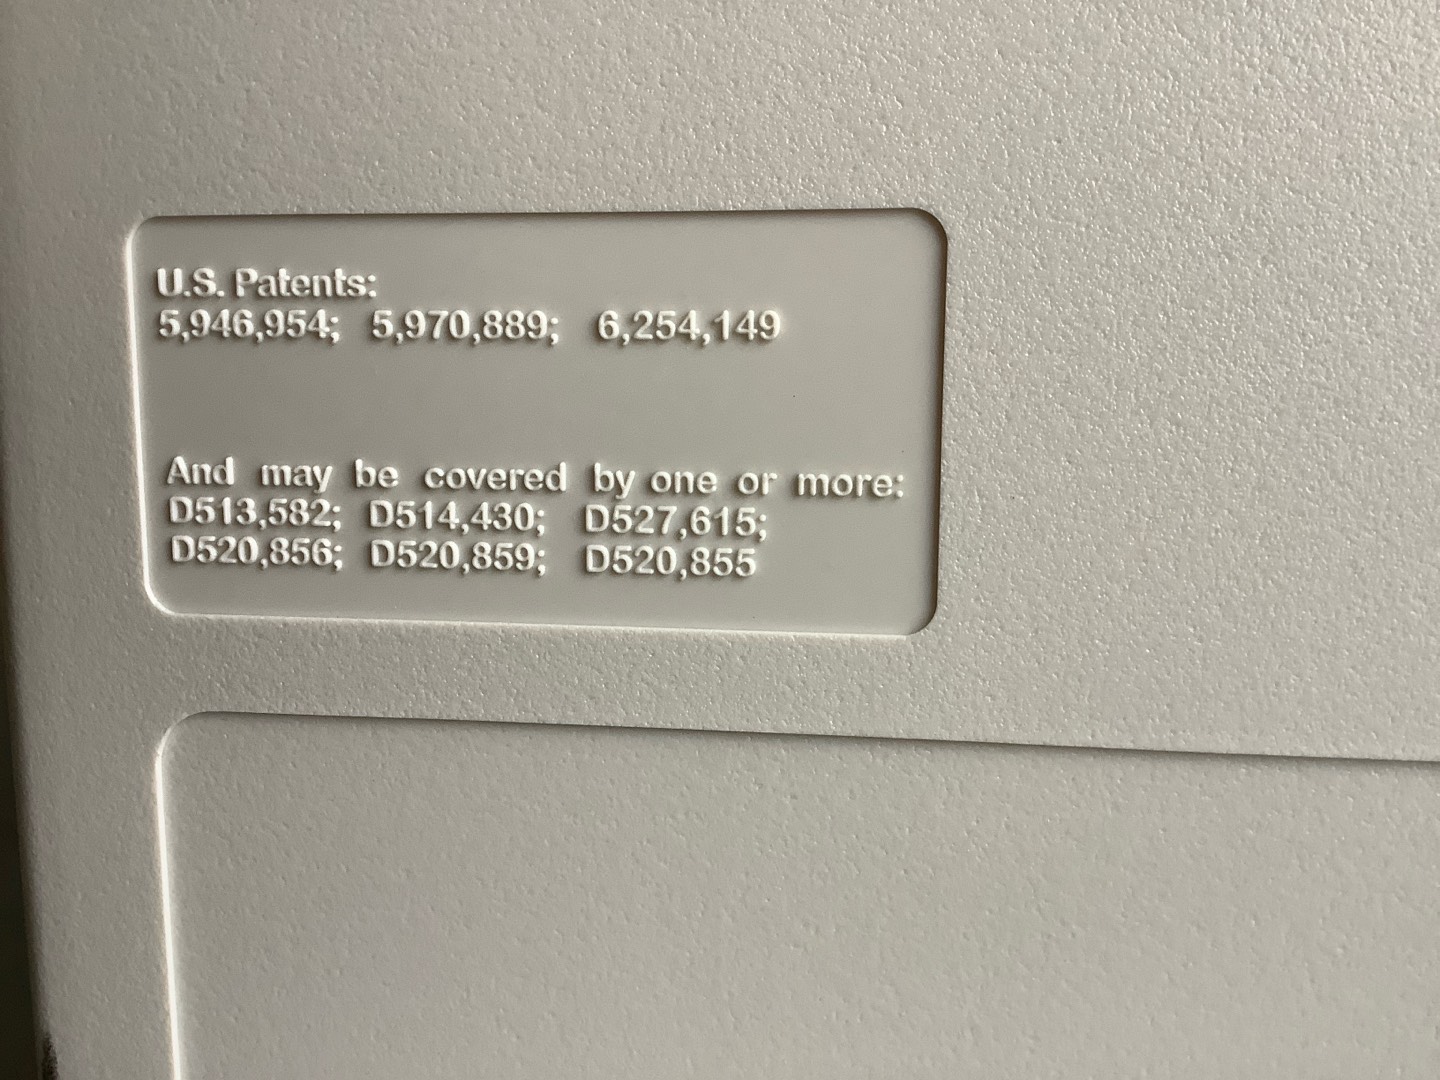 U.S. Patents:
5,946,954; 5,970,889; 6,254,149
And may be covered by one or more:
D513,582; D514,430; D527,615;
D520,856; D520,859; D520,855